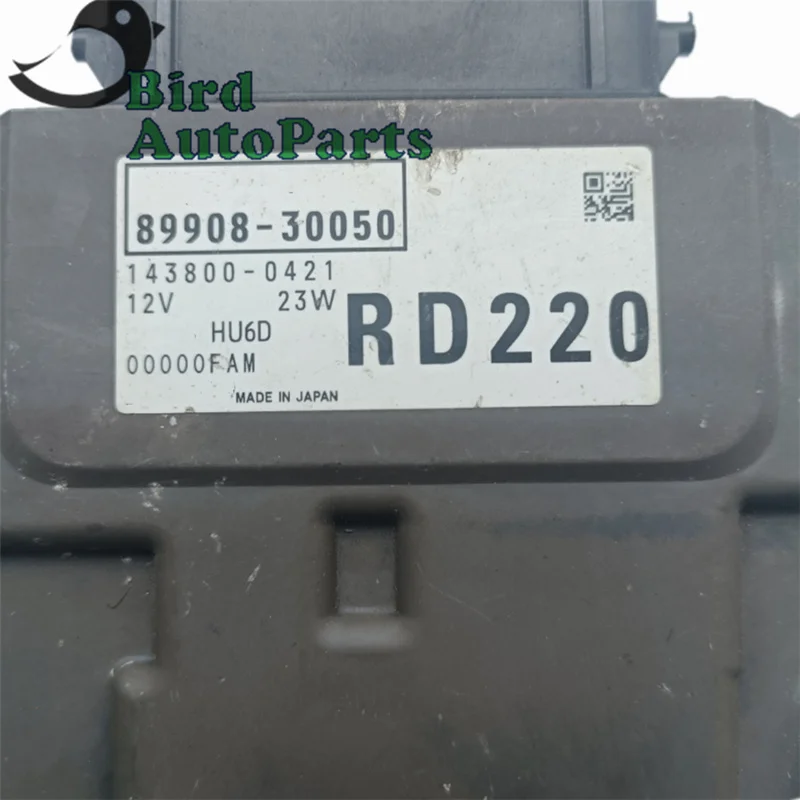 Bird
AutoParts
89908-30050
143800-0421
12V 23W
HU6D
RD220
00000FAM
MADE IN JAPAN